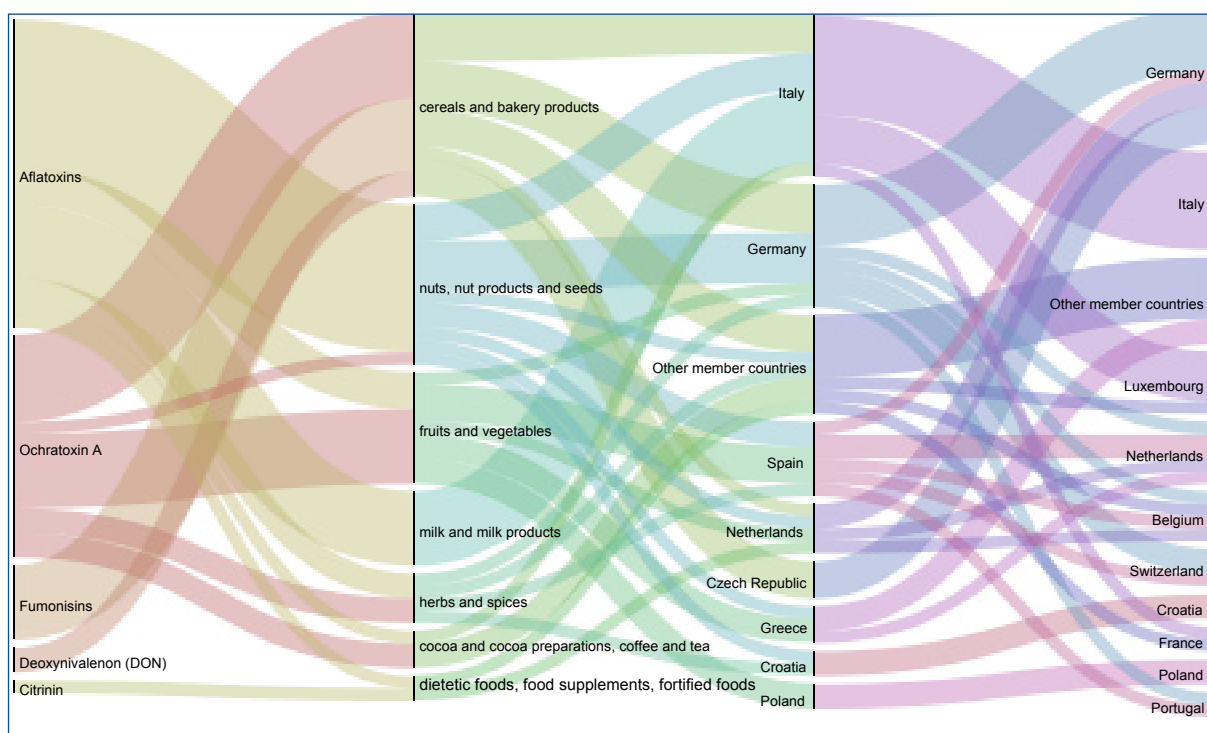 Aflatoxins
Ochratoxin A
Fumonisins
Deoxynivalenon (DON)
Citrinin
cereals and bakery products
nuts, nut products and seeds
fruits and vegetables
milk and milk products
herbs and spices
cocoa and cocoa preparations, coffee and tea
dietetic foods, food supplements, fortified foods
Italy
Germany
Other member countries
Spain
Netherlands
Czech Republic
Greece
Croatia
Poland
Germany
Italy
Other member countries
Luxembourg
Netherlands
Belgium
Switzerland
Croatia
France
Poland
Portugal